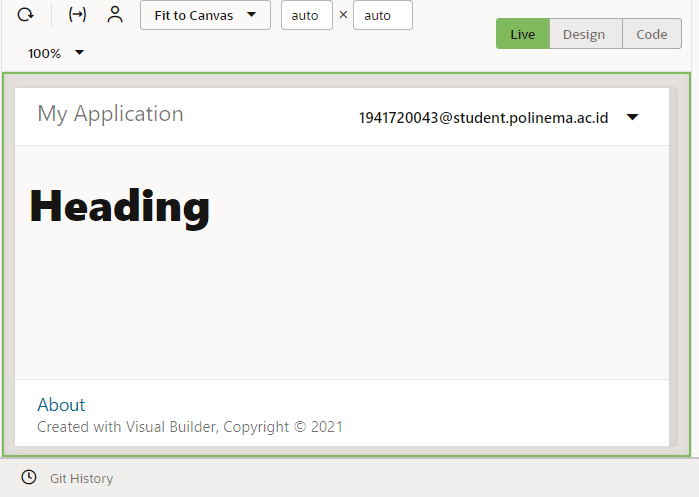 Fit to Canvas auto × auto
Live Design Code
100%
My Application
1941720043@student.polinema.ac.id
Heading
About
Created with Visual Builder, Copyright © 2021
Git History